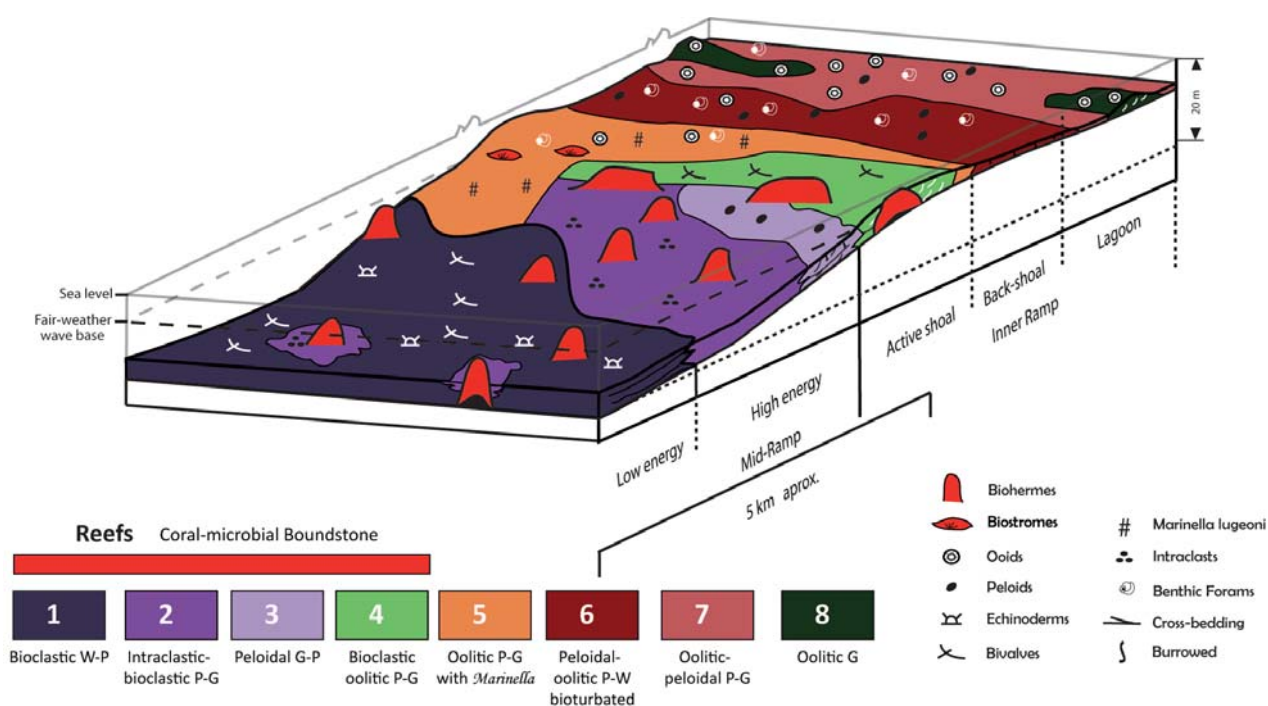 20 m
Sea level
Fair-weather
wave base
Lagoon
Back-shoal
Inner Ramp
Active shoal
High energy
Mid-Ramp
Low energy
5 km aprox.
Reefs Coral-microbial Boundstone
1
2
3
4
5
6
7
8
Bioclastic W-P
Intraclastic-
bioclastic P-G
Peloidal G-P
Bioclastic
oolitic P-G
Oolitic P-G
with Marinella
Peloidal-
oolitic P-W
bioturbated
Oolitic-
peloidal P-G
Oolitic G
Biohermes
Biostromes
Ooids
Peloids
Echinoderms
Bivalves
Marinella lugeoni
Intraclasts
Benthic Forams
Cross-bedding
Burrowed